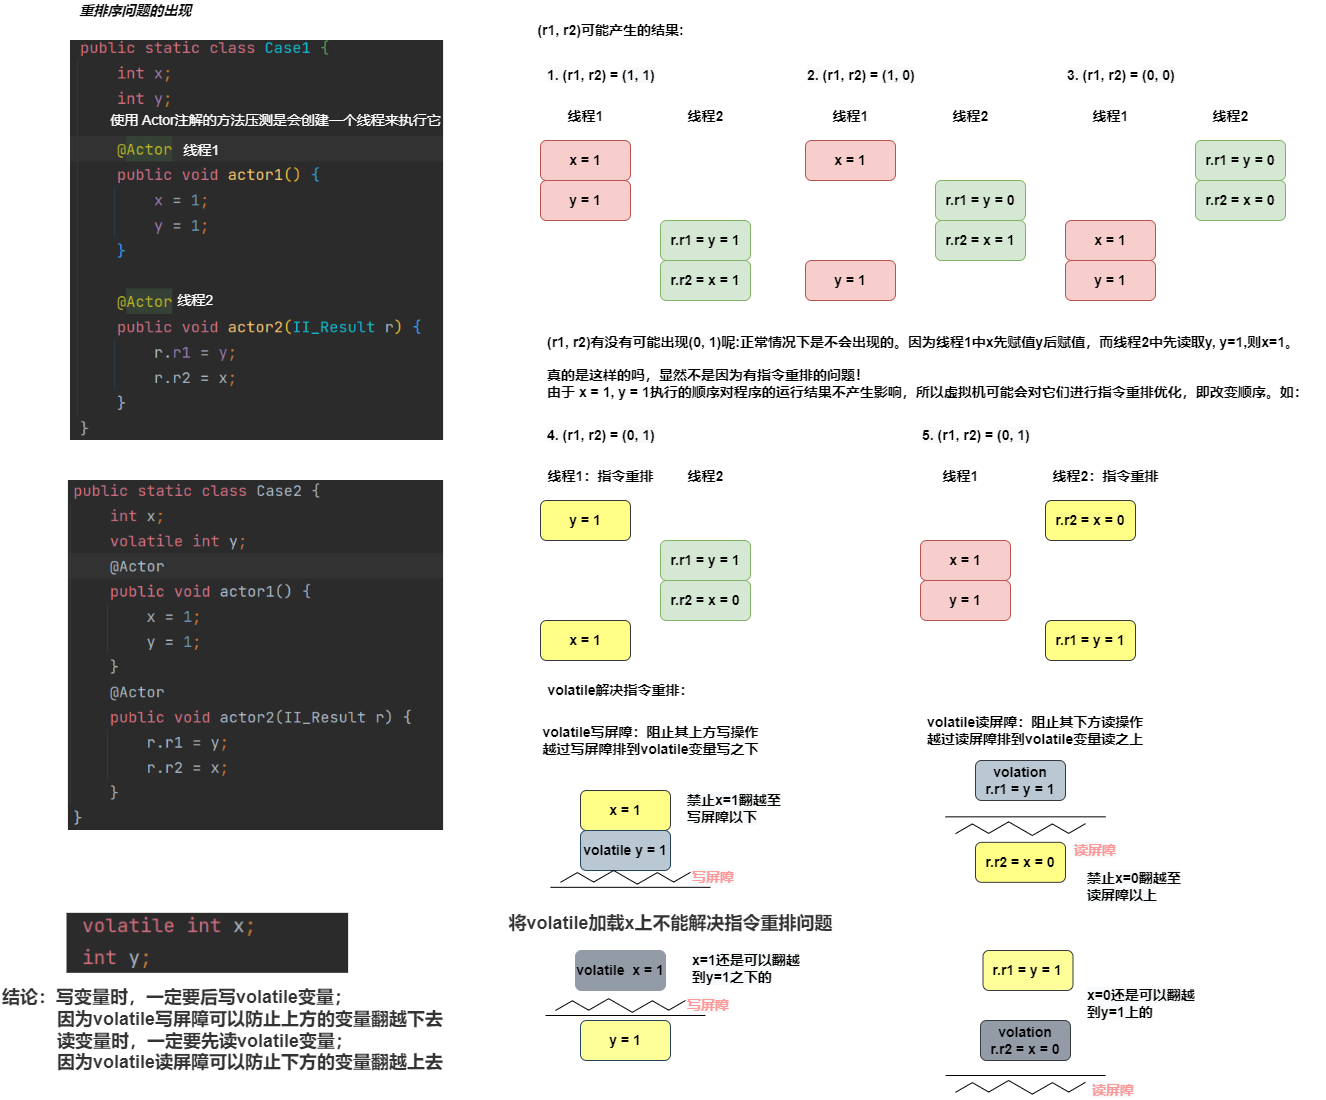 重排序问题的出现
public static class Case1 {
int x;
int y;
使用 Actor注解的方法压测是会创建一个线程来执行它
@Actor 线程1
public void actor1() {
x = 1;
y = 1;
}
@Actor 线程2
public void actor2(II_Result r) {
r.r1 = y;
r.r2 = x;
}
}
public static class Case2 {
int x;
volatile int y;
@Actor
public void actor1() {
x = 1;
y = 1;
}
@Actor
public void actor2(II_Result r) {
r.r1 = y;
r.r2 = x;
}
}
volatile int x;
int y;
结论：写变量时，一定要后写volatile变量；
因为volatile写屏障可以防止上方的变量翻越下去
读变量时，一定要先读volatile变量；
因为volatile读屏障可以防止下方的变量翻越上去
(r1, r2)可能产生的结果：
1. (r1, r2) = (1, 1)
线程1 线程2
x = 1
y = 1
r.r1 = y = 1
r.r2 = x = 1
2. (r1, r2) = (1, 0)
线程1 线程2
x = 1
r.r1 = y = 0
r.r2 = x = 1
y = 1
3. (r1, r2) = (0, 0)
线程1 线程2
r.r1 = y = 0
r.r2 = x = 0
x = 1
y = 1
(r1, r2)有没有可能出现(0, 1)呢:正常情况下是不会出现的。因为线程1中x先赋值y后赋值，而线程2中先读取y, y=1,则x=1。
真的是这样的吗，显然不是因为有指令重排的问题！
由于 x = 1, y = 1执行的顺序对程序的运行结果不产生影响，所以虚拟机可能会对它们进行指令重排优化，即改变顺序。如：
4. (r1, r2) = (0, 1)
线程1：指令重排 线程2
y = 1
r.r1 = y = 1
r.r2 = x = 0
x = 1
5. (r1, r2) = (0, 1)
线程1 线程2：指令重排
r.r2 = x = 0
x = 1
y = 1
r.r1 = y = 1
volatile解决指令重排：
volatile写屏障：阻止其上方写操作
越过写屏障排到volatile变量写之下
x = 1
volatile y = 1
禁止x=1翻越至
写屏障以下
写屏障
volatile读屏障：阻止其下方读操作
越过读屏障排到volatile变量读之上
volation
r.r1 = y = 1
读屏障
r.r2 = x = 0
禁止x=0翻越至
读屏障以上
将volatile加载x上不能解决指令重排问题
volatile x = 1
x=1还是可以翻越
到y=1之下的
写屏障
y = 1
r.r1 = y = 1
x=0还是可以翻越
到y=1上的
volation
r.r2 = x = 0
读屏障